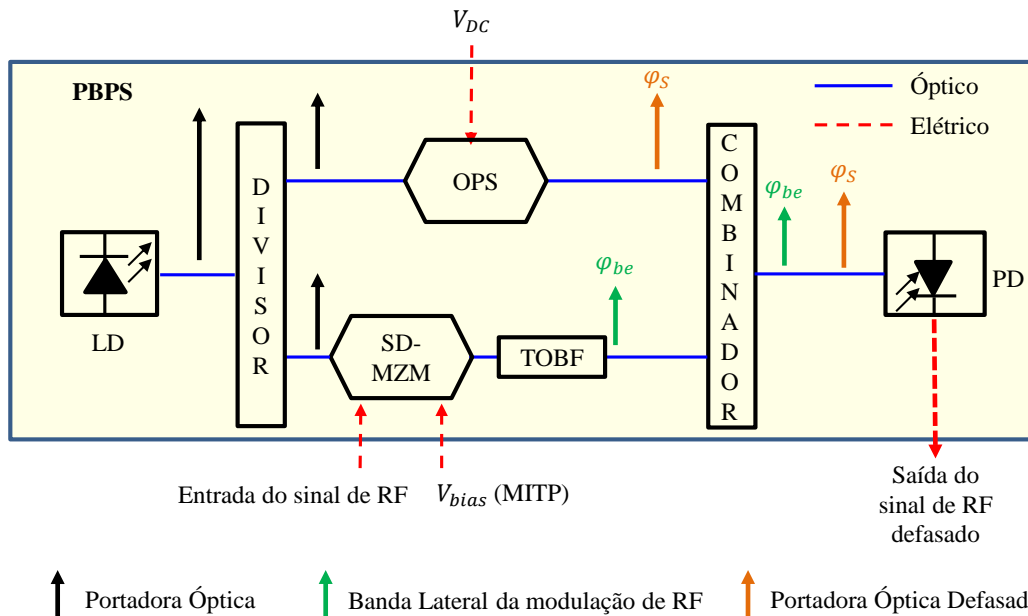 V_DC
PBPS
φ_S
Óptico
Elétrico
DIVISOR
OPS
COMBINADOR
φ_be
φ_S
LD
φ_be
PD
SD-
MZM
TOBF
Entrada do sinal de RF
V_bias (MITP)
Saída do
sinal de RF
defasado
Portadora Óptica
Banda Lateral da modulação de RF
Portadora Óptica Defasad